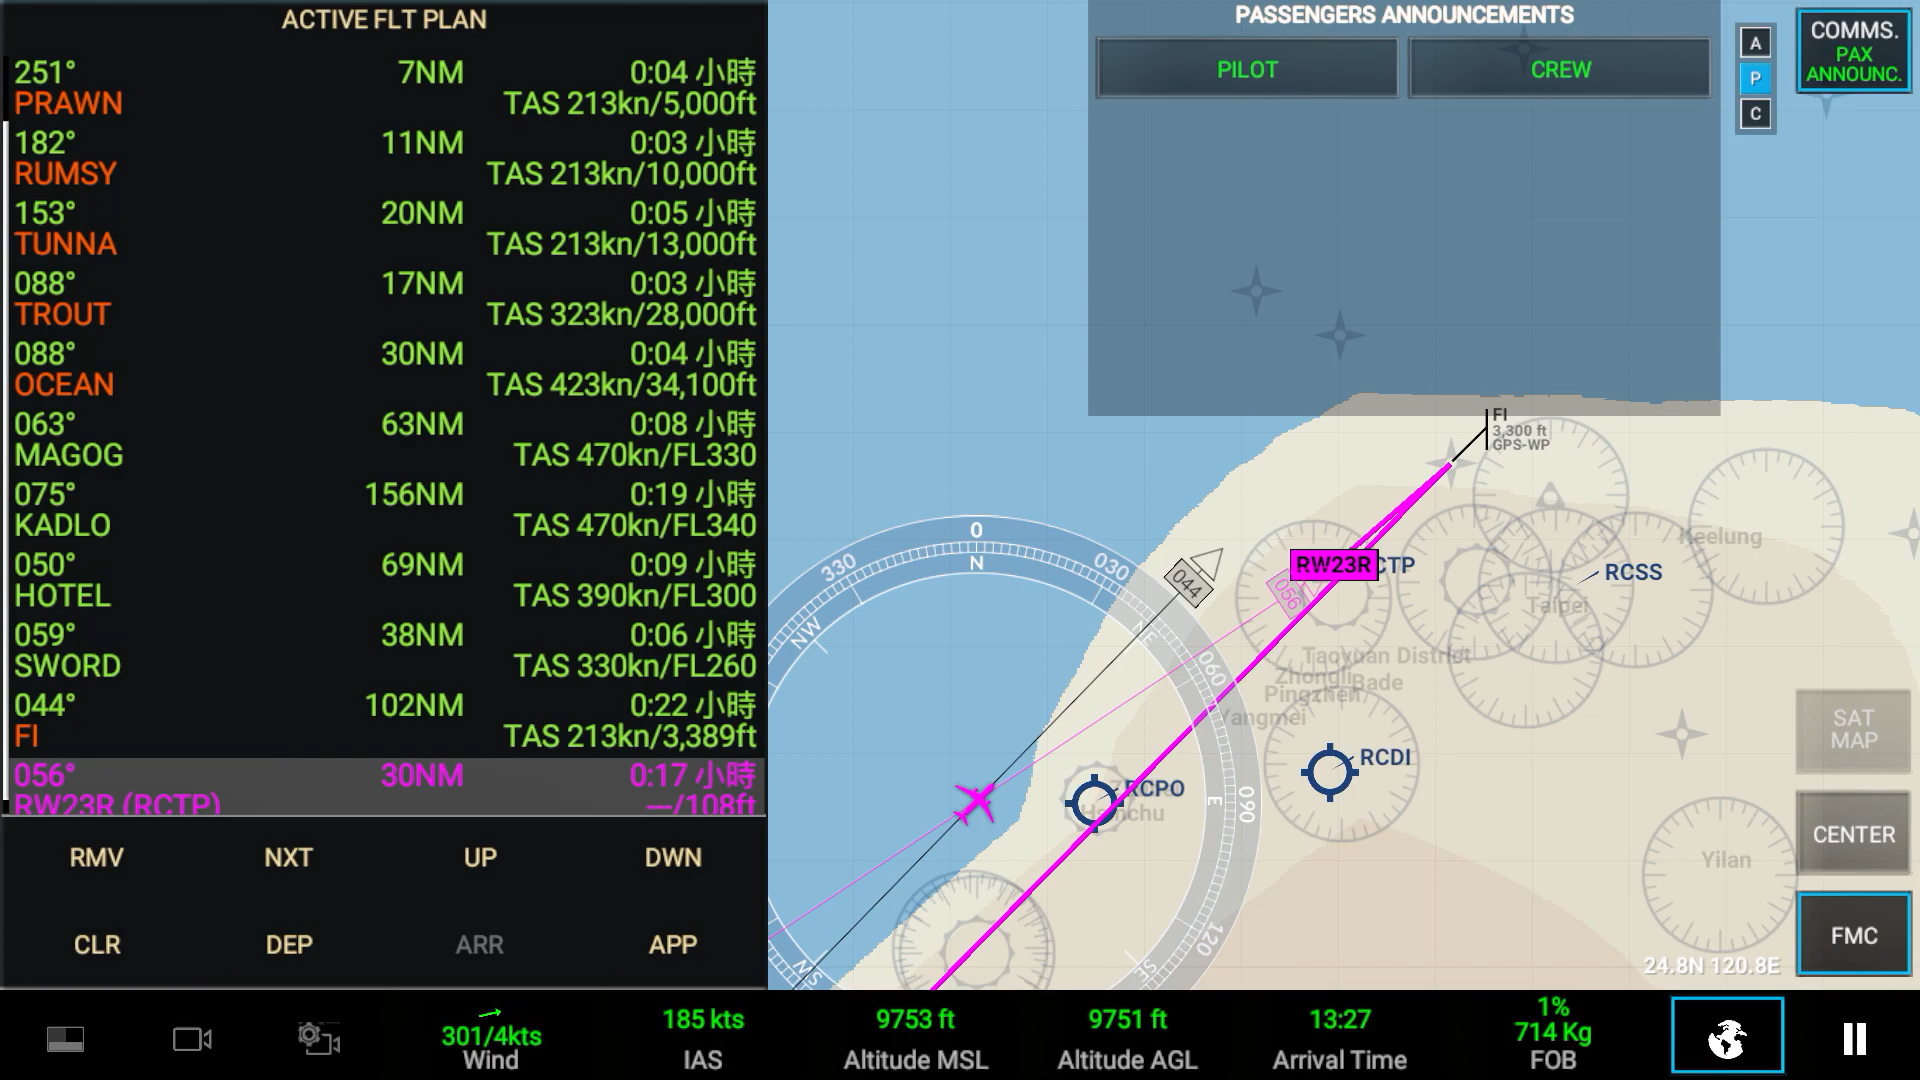 ACTIVE FLT PLAN
251° 7NM 0:04 小時
PRAWN TAS 213kn/5,000ft
182° 11NM 0:03 小時
RUMSY TAS 213kn/10,000ft
153° 20NM 0:05 小時
TUNNA TAS 213kn/13,000ft
088° 17NM 0:03 小時
TROUT TAS 323kn/28,000ft
088° 30NM 0:04 小時
OCEAN TAS 423kn/34,100ft
063° 63NM 0:08 小時
MAGOG TAS 470kn/FL330
075° 156NM 0:19 小時
KADLO TAS 470kn/FL340
050° 69NM 0:09 小時
HOTEL TAS 390kn/FL300
059° 38NM 0:06 小時
SWORD TAS 330kn/FL260
044° 102NM 0:22 小時
FI TAS 213kn/3,389ft
056° 30NM 0:17 小時
RW23R (RCTP) ---/108ft
RMV NXT UP DWN
CLR DEP ARR APP
PASSENGERS ANNOUNCEMENTS
PILOT CREW
A
P
C
COMMS.
PAX
ANNOUNC.
FI
3,300 ft
GPS-WP
Keelung
RW23R CTP
RCSS
Taipei
056
044
0
N
330
030
NW
NE
060
E
090
120
SE
SW
Taoyuan District
Zhongli
Bade
Pingzhen
Yangmei
RCDI
RCPO
Yilan
SAT
MAP
CENTER
FMC
24.8N 120.8E
301/4kts
Wind
185 kts
IAS
9753 ft
Altitude MSL
9751 ft
Altitude AGL
13:27
Arrival Time
1%
714 Kg
FOB